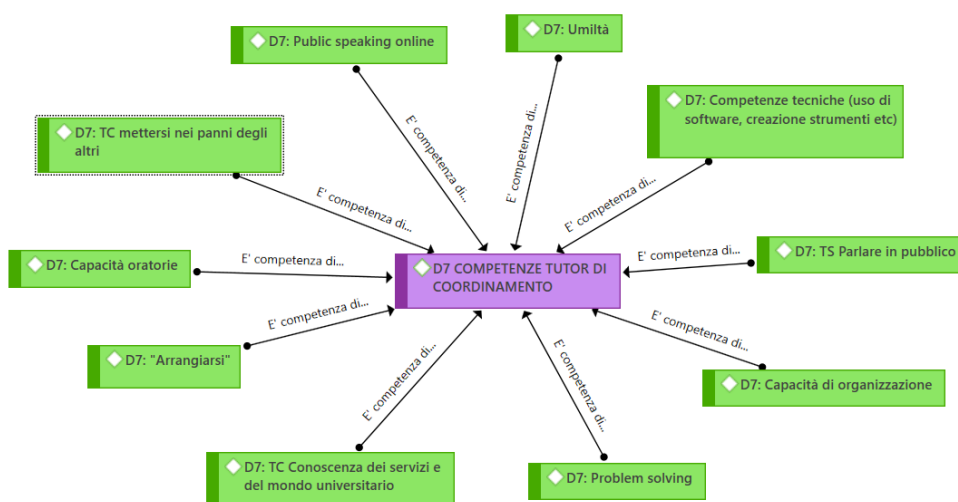 D7: Public speaking online
D7: Umiltà
D7: Competenze tecniche (uso di
software, creazione strumenti etc)
D7: TC mettersi nei panni degli
altri
E' competenza di...
E' competenza di...
E' competenza di...
E' competenza di...
D7: Capacità oratorie
E' competenza di...
D7 COMPETENZE TUTOR DI
COORDINAMENTO
E' competenza di...
D7: TS Parlare in pubblico
E' competenza di...
E' competenza di...
D7: "Arrangiarsi"
E' competenza di...
E' competenza di...
D7: Capacità di organizzazione
D7: TC Conoscenza dei servizi e
del mondo universitario
D7: Problem solving